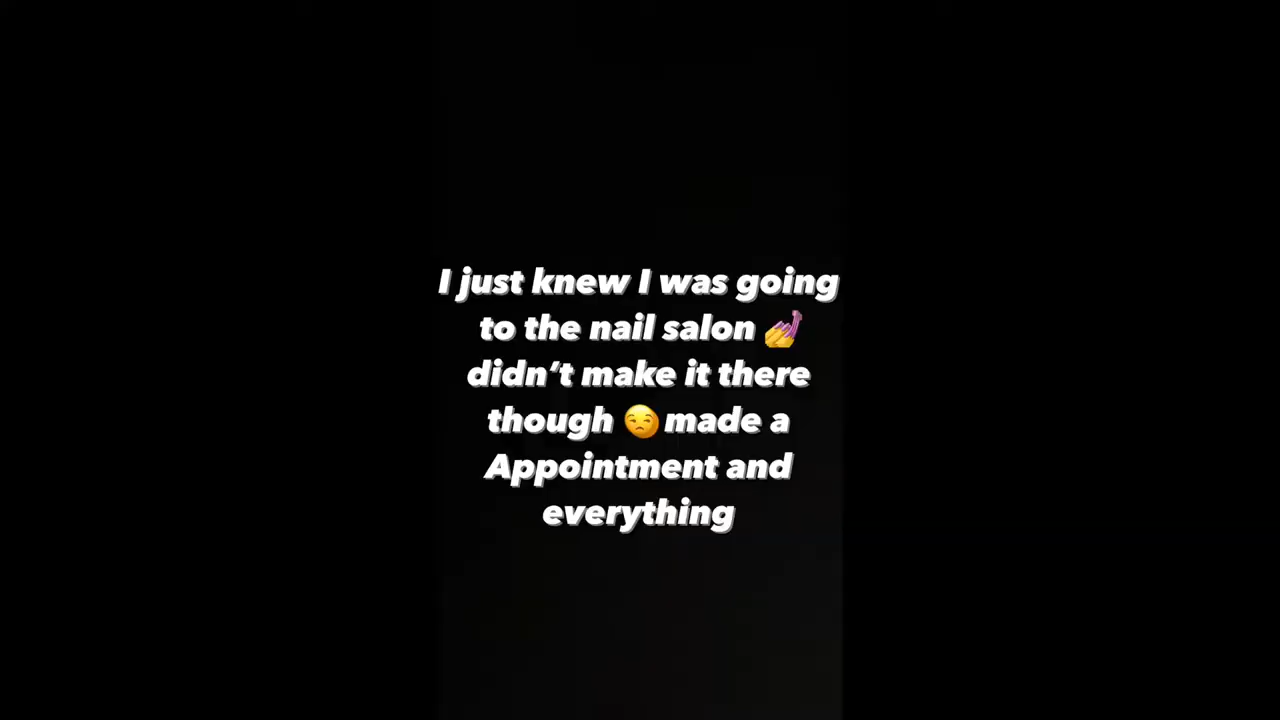 I just knew I was going
to the nail salon 💅
didn't make it there
though 😒 made a
Appointment and
everything